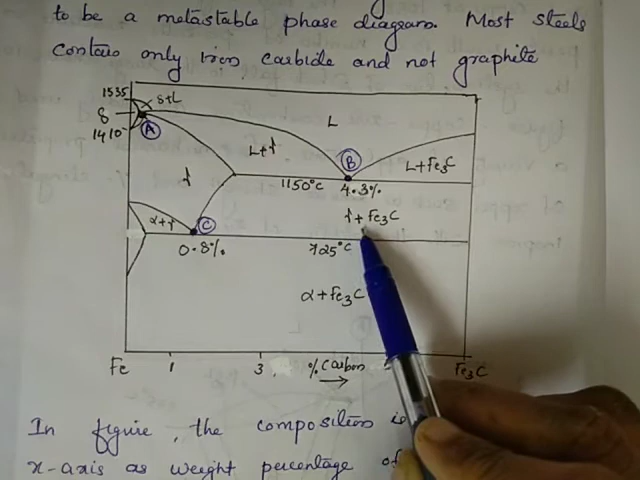 to be a metastable phase diagram. Most steels
contains only iron carbide and not graphite
1535
δ+L
δ
1410
A
L
L+γ
B
L+Fe₃C
γ
1150°C 4.3%
γ+Fe₃C
α+γ
C
0.8%
725°C
α+Fe₃C
Fe 1 3 % Carbon → Fe₃C
In figure, the composition is
x-axis as weight percentage of